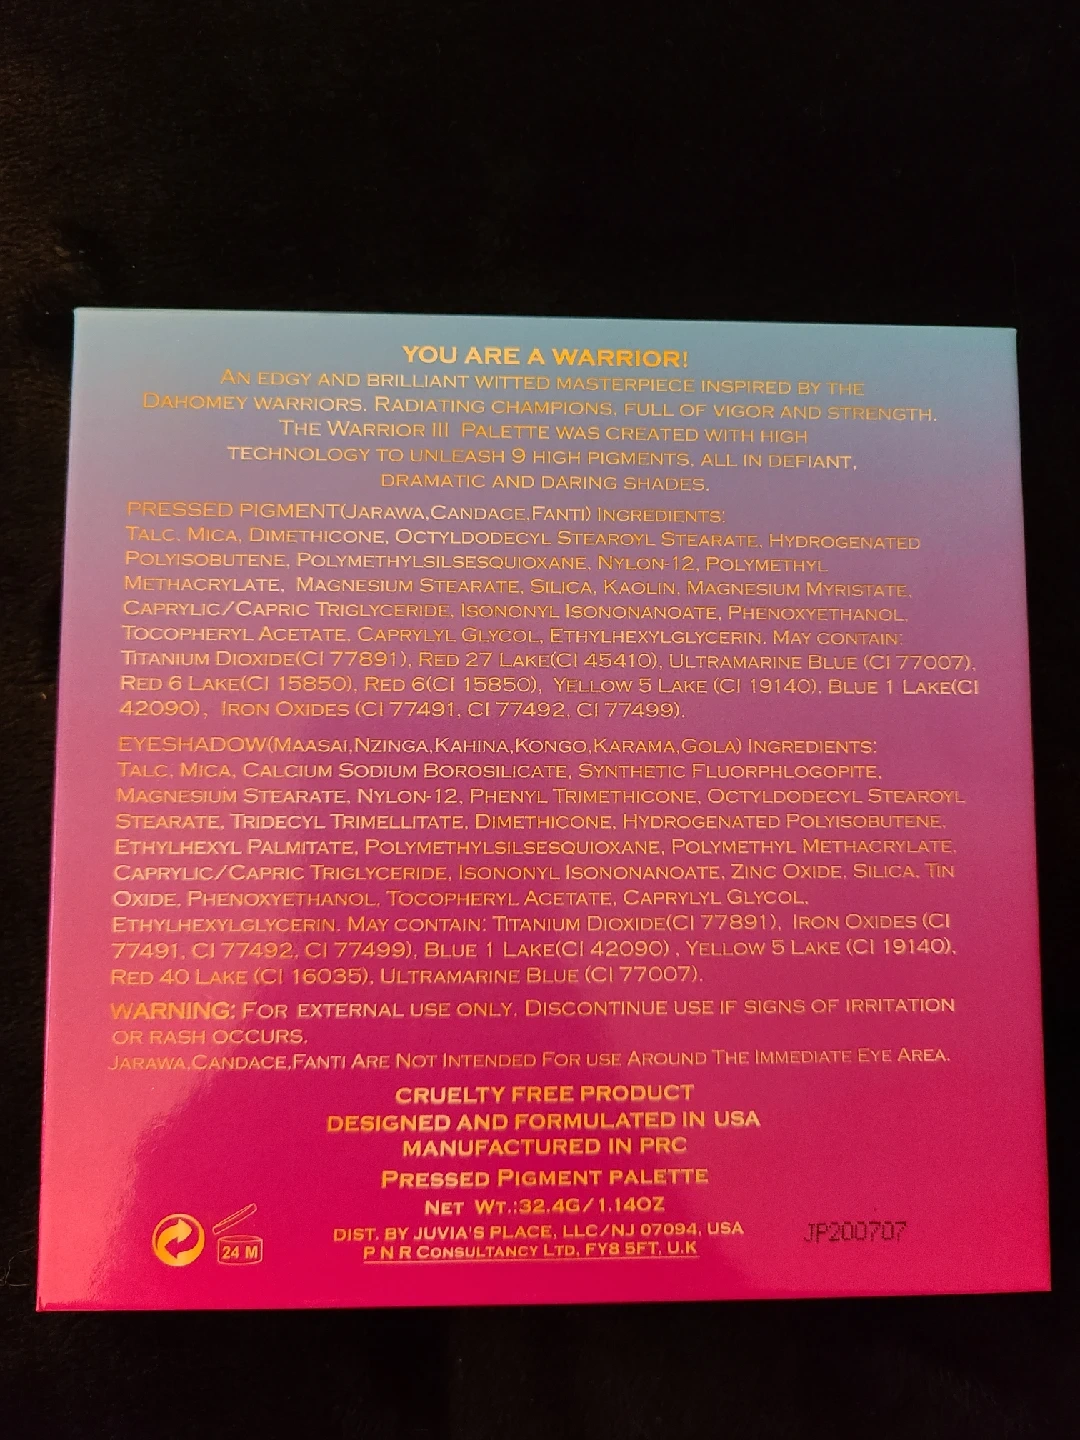 YOU ARE A WARRIOR!
AN EDGY AND BRILLIANT WITTED MASTERPIECE INSPIRED BY THE
DAHOMEY WARRIORS. RADIATING CHAMPIONS, FULL OF VIGOR AND STRENGTH.
THE WARRIOR III PALETTE WAS CREATED WITH HIGH
TECHNOLOGY TO UNLEASH 9 HIGH PIGMENTS, ALL IN DEFIANT,
DRAMATIC AND DARING SHADES.
PRESSED PIGMENT(JARAWA,CANDACE,FANTI) INGREDIENTS:
TALC, MICA, DIMETHICONE, OCTYLDODECYL STEAROYL STEARATE, HYDROGENATED
POLYISOBUTENE, POLYMETHYLSILSESQUIOXANE, NYLON-12, POLYMETHYL
METHACRYLATE, MAGNESIUM STEARATE, SILICA, KAOLIN, MAGNESIUM MYRISTATE,
CAPRYLIC/CAPRIC TRIGLYCERIDE, ISONONYL ISONONANOATE, PHENOXYETHANOL,
TOCOPHERYL ACETATE, CAPRYLYL GLYCOL, ETHYLHEXYLGLYCERIN. MAY CONTAIN:
TITANIUM DIOXIDE(CI 77891), RED 27 LAKE(CI 45410), ULTRAMARINE BLUE (CI 77007),
RED 6 LAKE(CI 15850), RED 6(CI 15850), YELLOW 5 LAKE (CI 19140), BLUE 1 LAKE(CI
42090), IRON OXIDES (CI 77491, CI 77492, CI 77499).
EYESHADOW(MAASAI,NZINGA,KAHINA,KONGO,KARAMA,GOLA) INGREDIENTS:
TALC, MICA, CALCIUM SODIUM BOROSILICATE, SYNTHETIC FLUORPHLOGOPITE,
MAGNESIUM STEARATE, NYLON-12, PHENYL TRIMETHICONE, OCTYLDODECYL STEAROYL
STEARATE, TRIDECYL TRIMELLITATE, DIMETHICONE, HYDROGENATED POLYISOBUTENE,
ETHYLHEXYL PALMITATE, POLYMETHYLSILSESQUIOXANE, POLYMETHYL METHACRYLATE,
CAPRYLIC/CAPRIC TRIGLYCERIDE, ISONONYL ISONONANOATE, ZINC OXIDE, SILICA, TIN
OXIDE, PHENOXYETHANOL, TOCOPHERYL ACETATE, CAPRYLYL GLYCOL,
ETHYLHEXYLGLYCERIN. MAY CONTAIN: TITANIUM DIOXIDE(CI 77891), IRON OXIDES (CI
77491, CI 77492, CI 77499), BLUE 1 LAKE(CI 42090) , YELLOW 5 LAKE (CI 19140),
RED 40 LAKE (CI 16035), ULTRAMARINE BLUE (CI 77007).
WARNING: FOR EXTERNAL USE ONLY. DISCONTINUE USE IF SIGNS OF IRRITATION
OR RASH OCCURS.
JARAWA,CANDACE,FANTI ARE NOT INTENDED FOR USE AROUND THE IMMEDIATE EYE AREA.
CRUELTY FREE PRODUCT
DESIGNED AND FORMULATED IN USA
MANUFACTURED IN PRC
PRESSED PIGMENT PALETTE
NET WT.:32.4G/1.14OZ
DIST. BY JUVIA'S PLACE, LLC/NJ 07094, USA
P N R CONSULTANCY LTD, FY8 5FT, U.K
24 M
JP200707